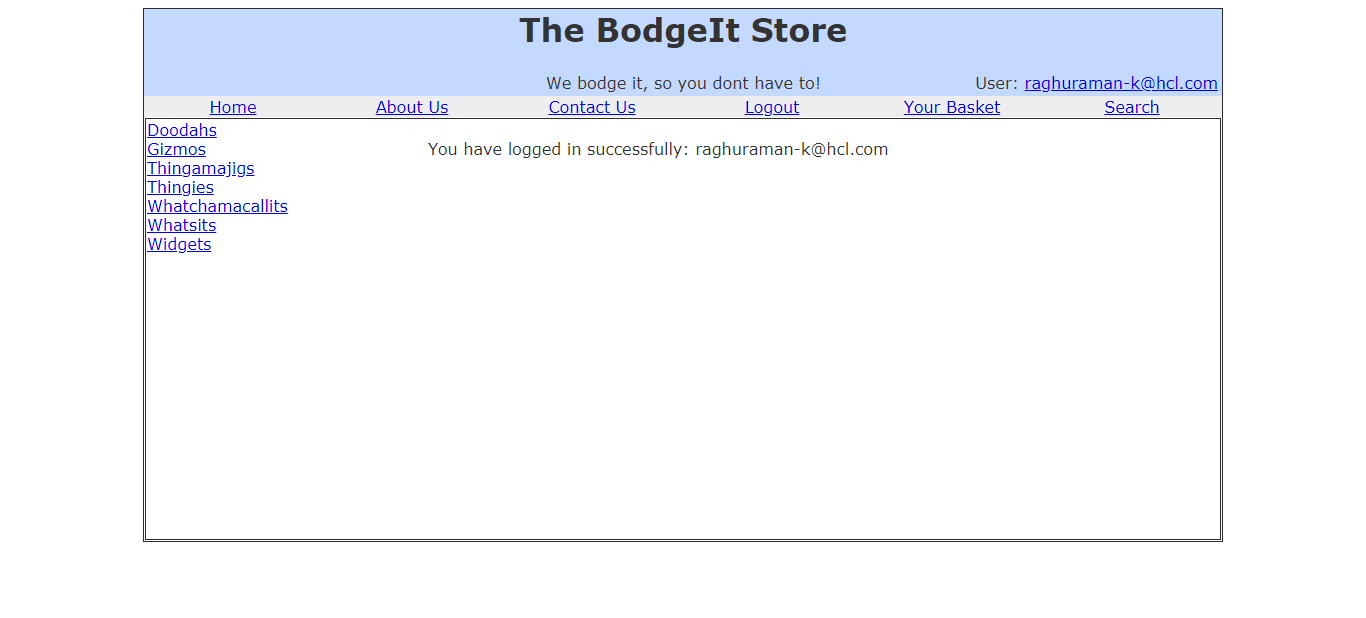 The BodgeIt Store
We bodge it, so you dont have to! User: raghuraman-k@hcl.com
Home About Us Contact Us Logout Your Basket Search
Doodahs
Gizmos
Thingamajigs
Thingies
Whatchamacallits
Whatsits
Widgets
You have logged in successfully: raghuraman-k@hcl.com